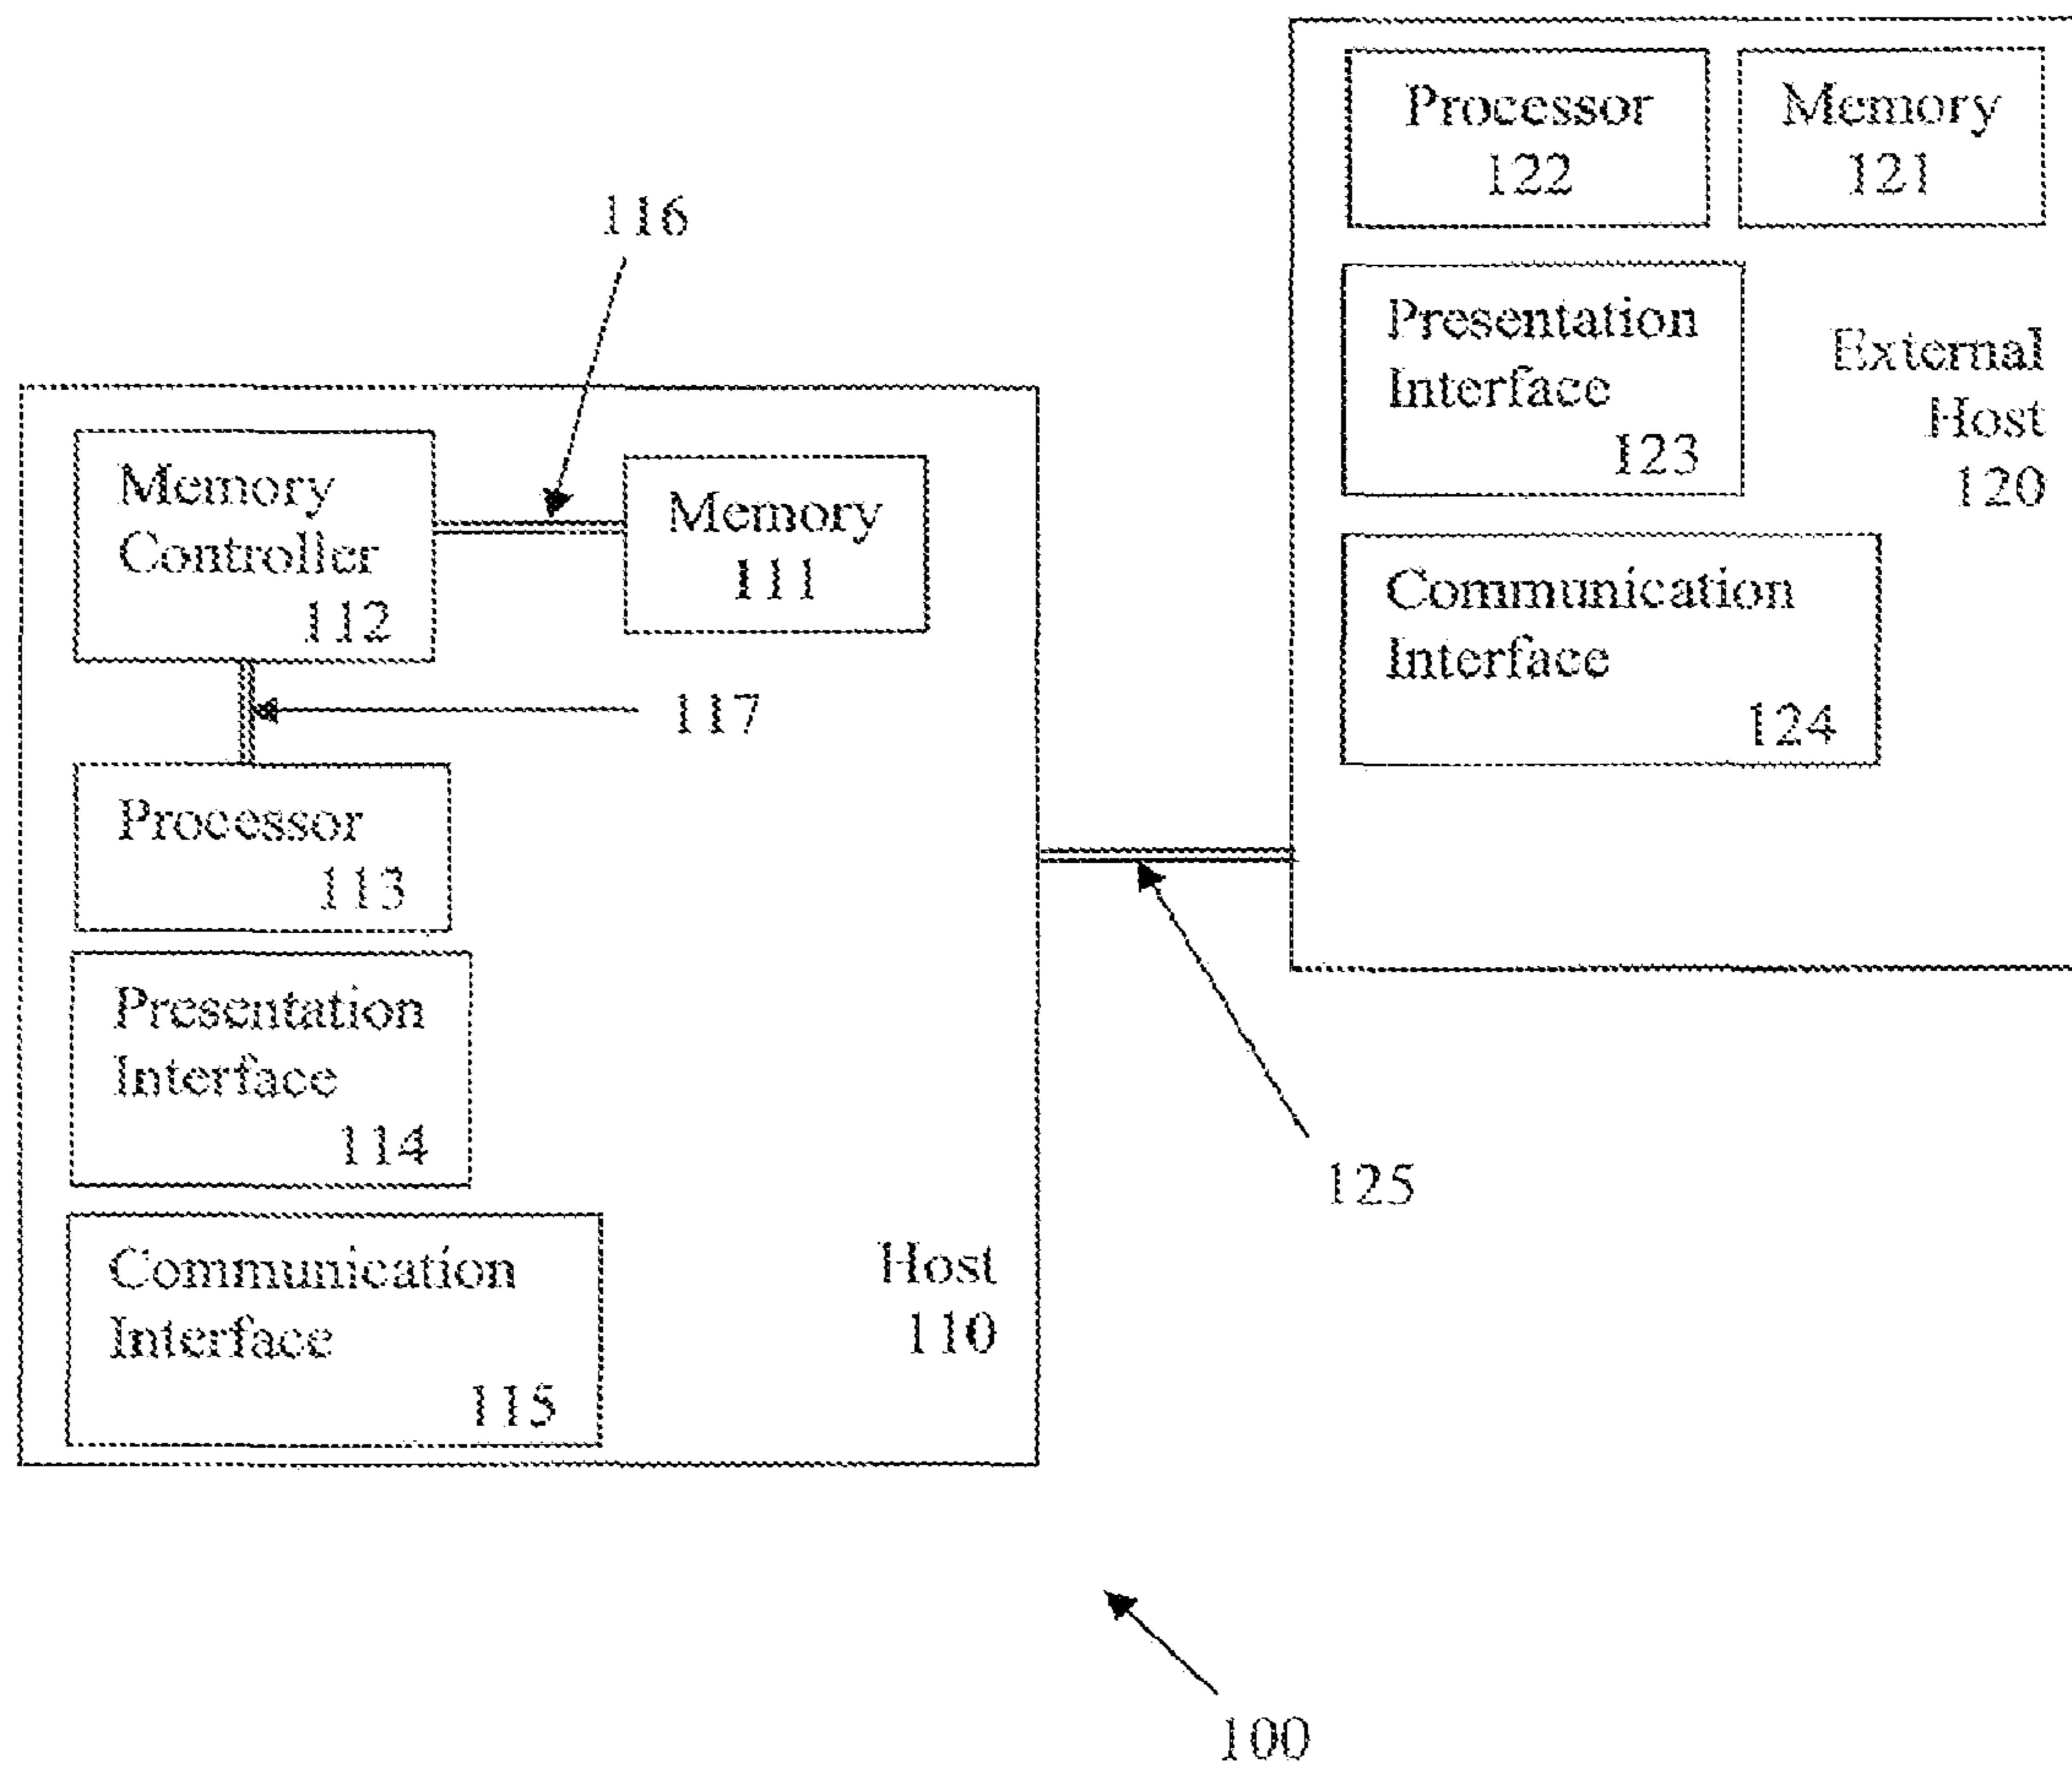 Processor
122
Memory
121
Presentation
Interface
123
External
Host
120
Communication
Interface
124
116
Memory
Controller
112
Memory
111
117
Processor
113
Presentation
Interface
114
Communication
Interface
115
Host
110
125
100